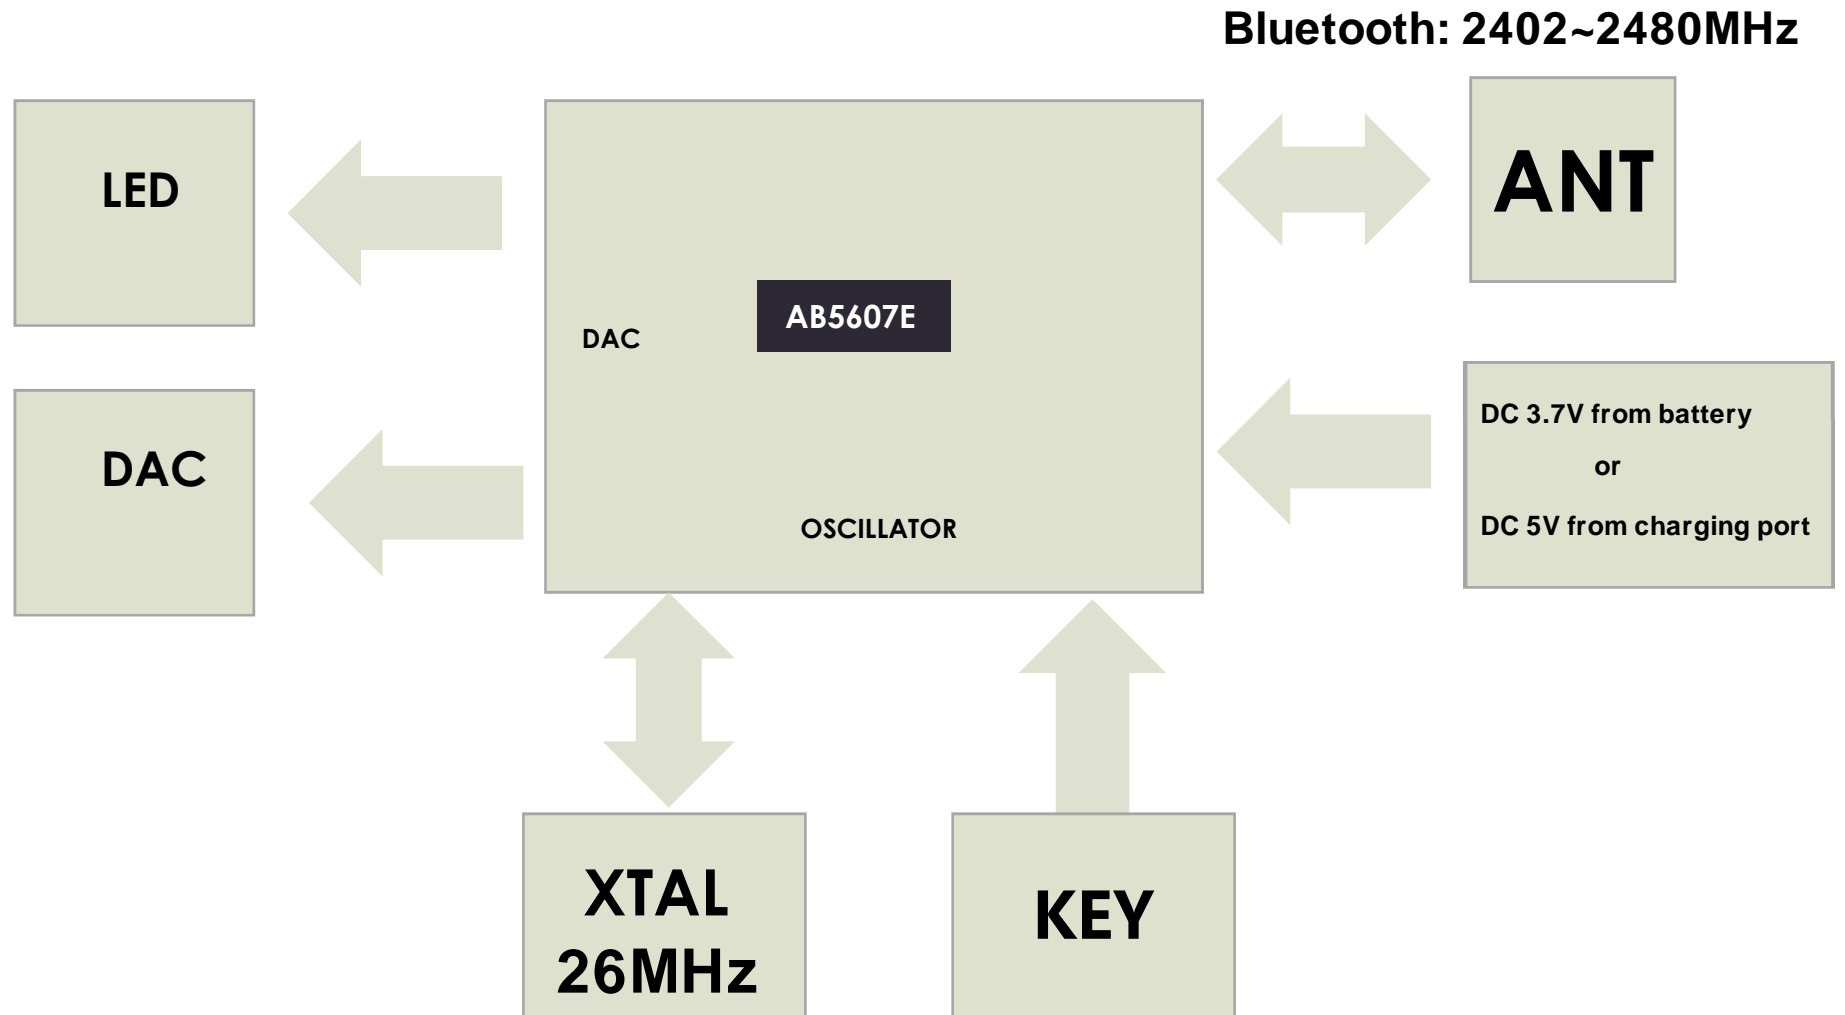 Bluetooth: 2402~2480MHz
LED
ANT
AB5607E
DAC
DC 3.7V from battery
or
DC 5V from charging port
DAC
OSCILLATOR
XTAL
26MHz
KEY